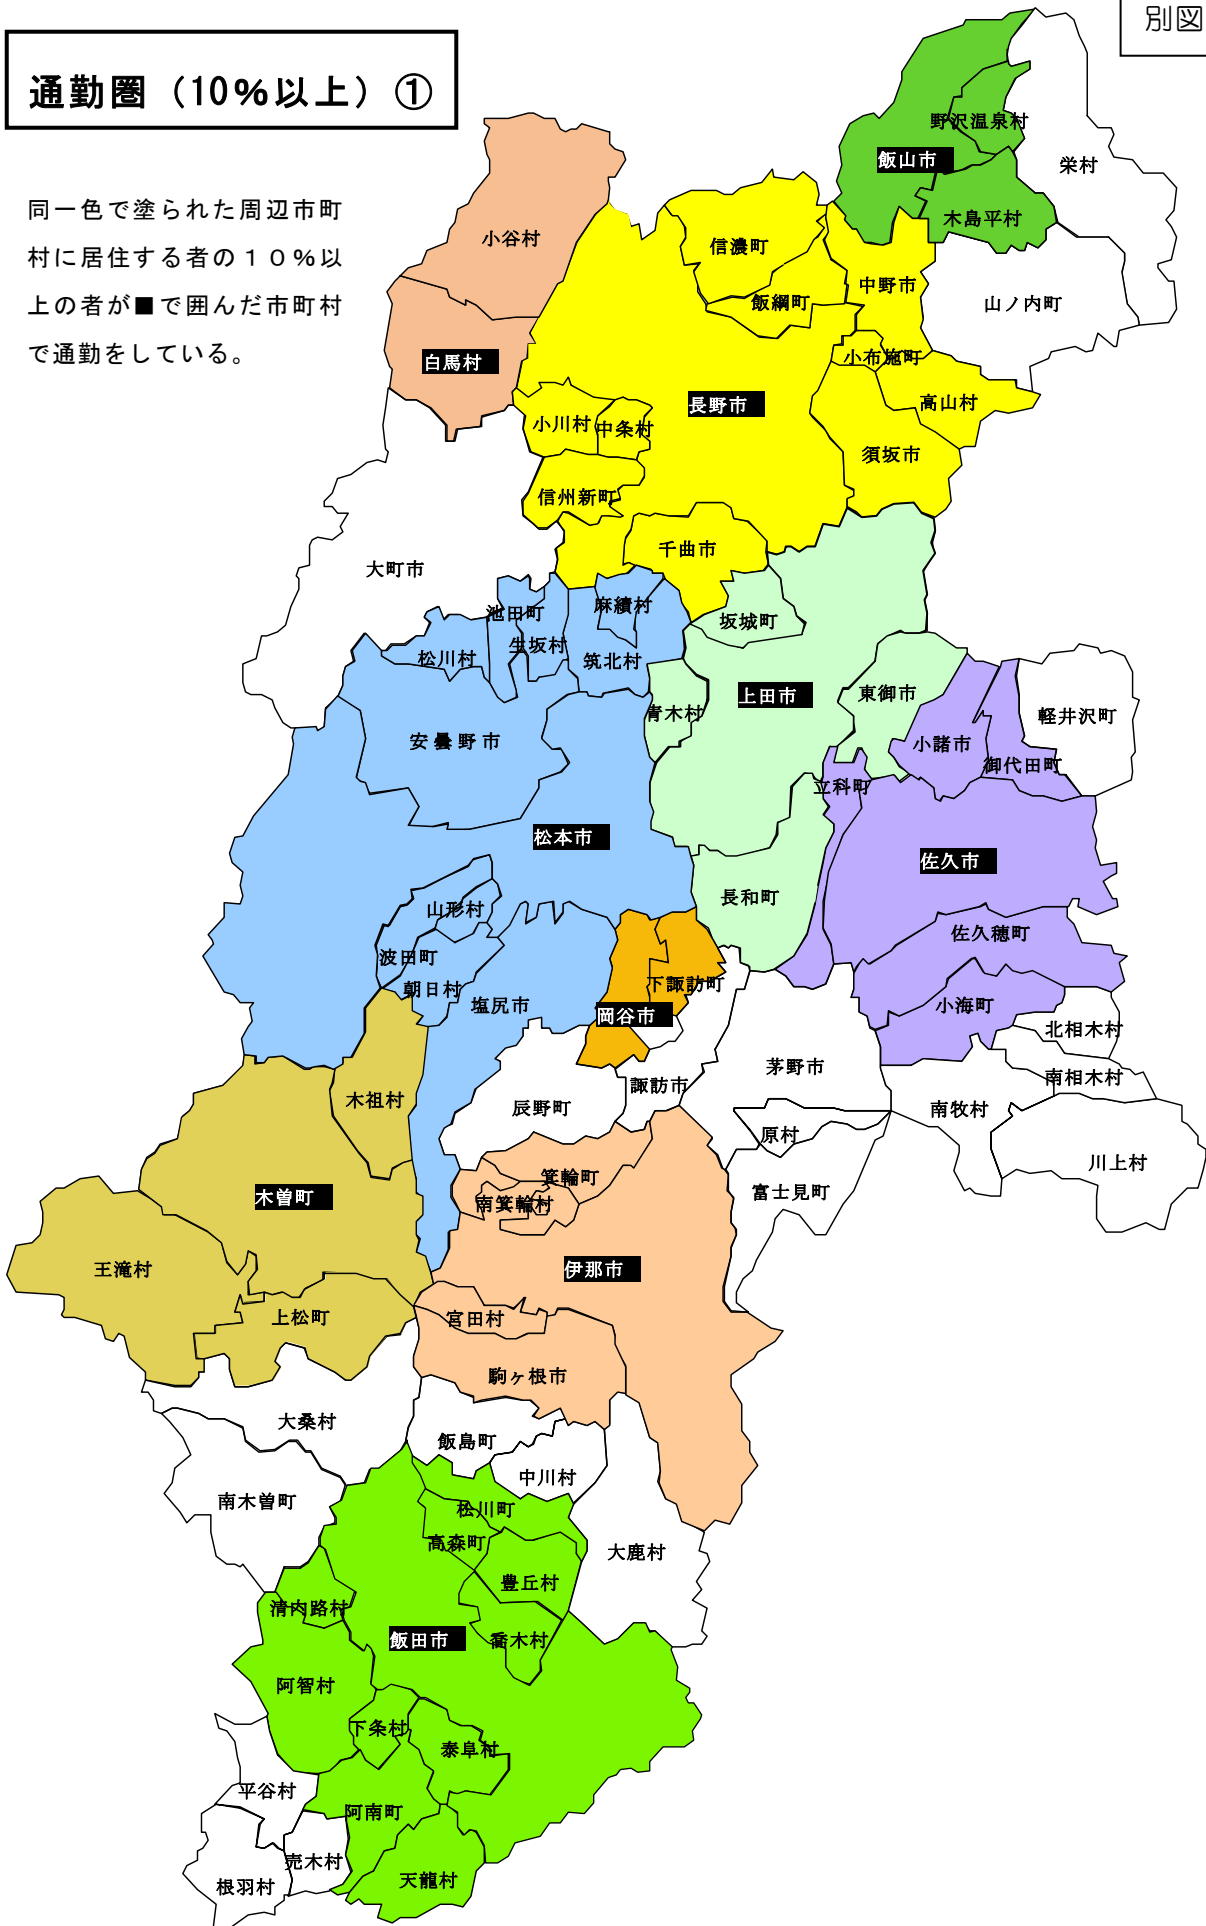 別図
通勤圏（10%以上）①
同一色で塗られた周辺市町
村に居住する者の１０%以
上の者が■で囲んだ市町村
で通勤をしている。
野沢温泉村
飯山市
栄村
木島平村
小谷村
信濃町
中野市
飯綱町
山ノ内町
小布施町
白馬村
長野市
高山村
小川村
中条村
須坂市
信州新町
千曲市
大町市
池田町
麻績村
坂城町
生坂村
松川村
筑北村
上田市
東御市
青木村
軽井沢町
安曇野市
小諸市
御代田町
立科町
松本市
佐久市
長和町
山形村
佐久穂町
波田町
朝日村
下諏訪町
塩尻市
小海町
岡谷市
北相木村
茅野市
南相木村
諏訪市
木祖村
辰野町
南牧村
原村
川上村
箕輪町
富士見町
木曽町
南箕輪村
王滝村
伊那市
上松町
宮田村
駒ヶ根市
大桑村
飯島町
中川村
南木曽町
松川町
高森町
大鹿村
豊丘村
清内路村
飯田市
喬木村
阿智村
下条村
泰阜村
平谷村
阿南町
売木村
天龍村
根羽村